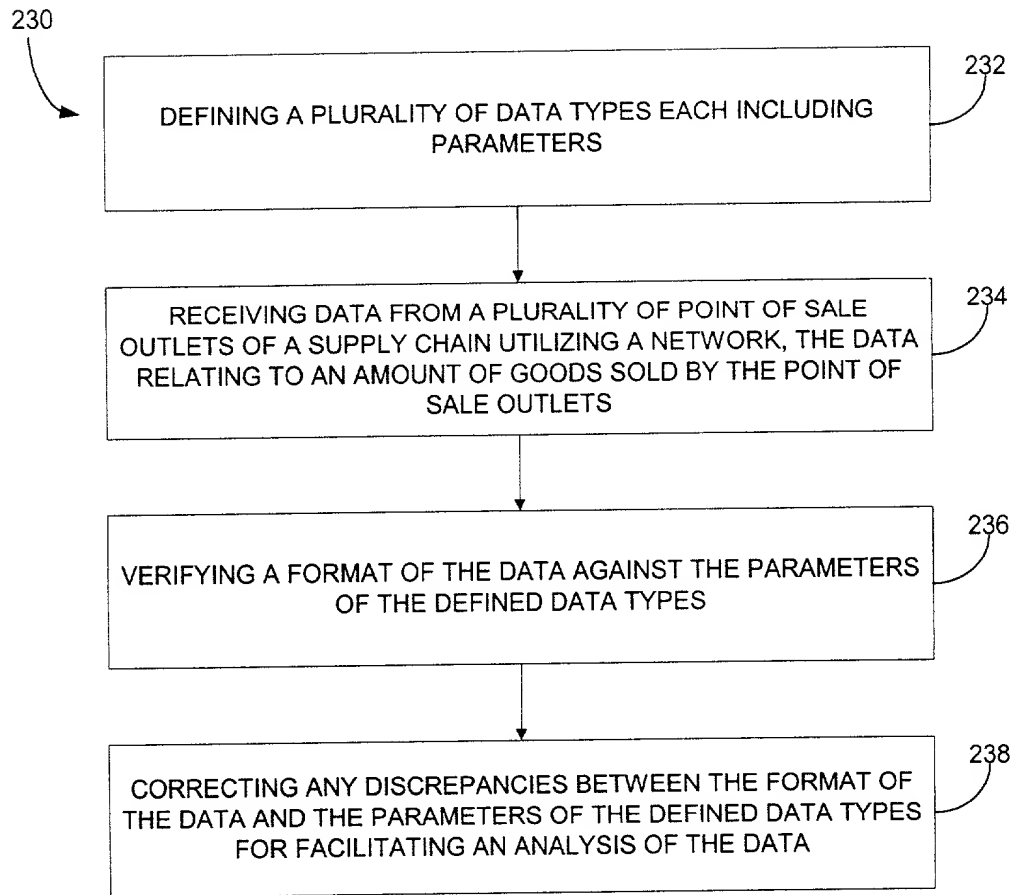 230
232
DEFINING A PLURALITY OF DATA TYPES EACH INCLUDING
PARAMETERS
234
RECEIVING DATA FROM A PLURALITY OF POINT OF SALE
OUTLETS OF A SUPPLY CHAIN UTILIZING A NETWORK, THE DATA
RELATING TO AN AMOUNT OF GOODS SOLD BY THE POINT OF
SALE OUTLETS
236
VERIFYING A FORMAT OF THE DATA AGAINST THE PARAMETERS
OF THE DEFINED DATA TYPES
238
CORRECTING ANY DISCREPANCIES BETWEEN THE FORMAT OF
THE DATA AND THE PARAMETERS OF THE DEFINED DATA TYPES
FOR FACILITATING AN ANALYSIS OF THE DATA